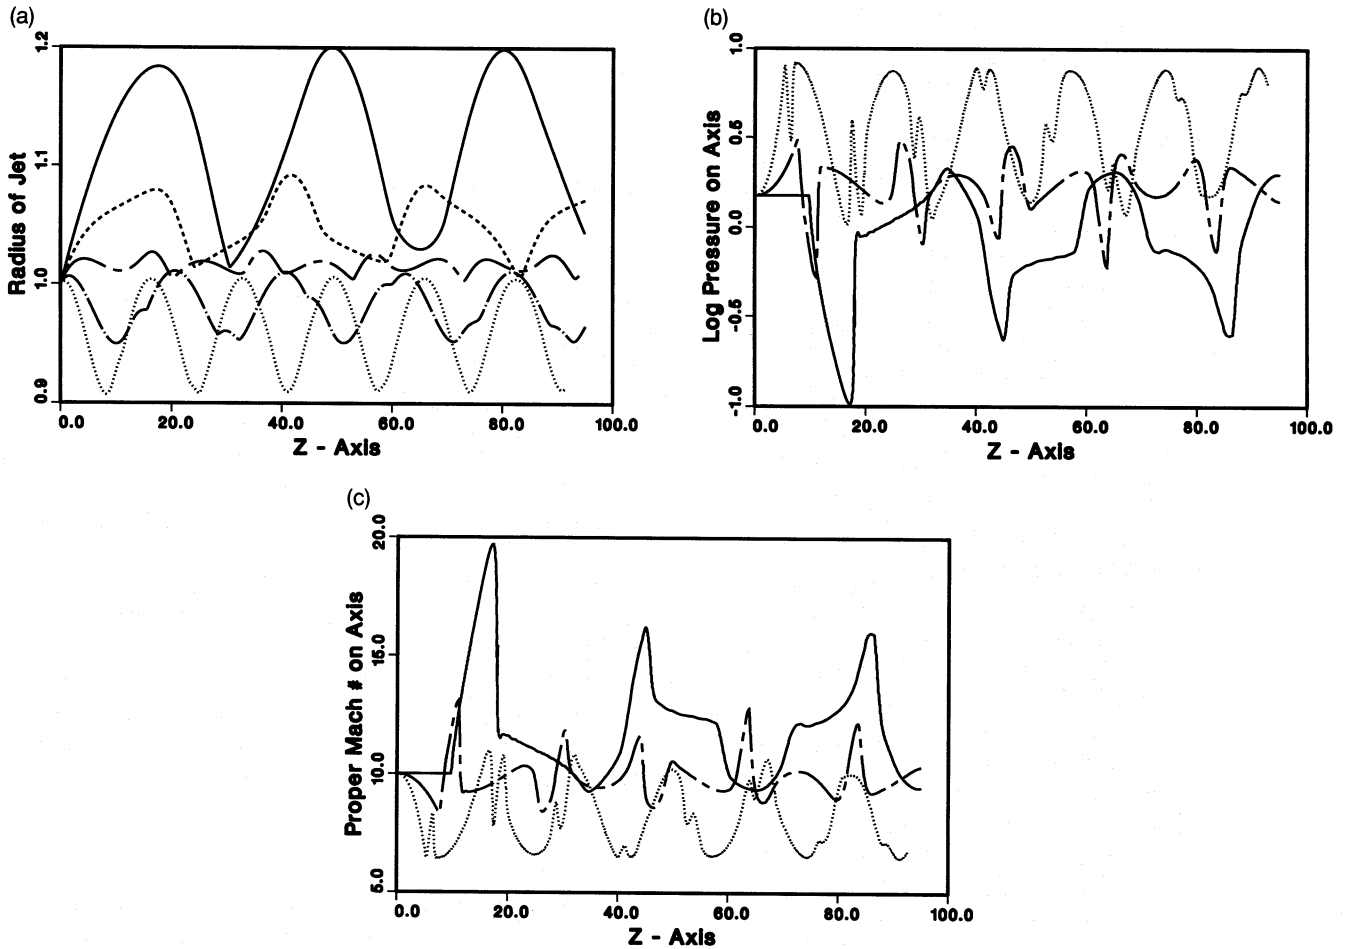 (a)
1.2
1.1
1.0
0.9
Radius of Jet
0.0 20.0 40.0 60.0 80.0 100.0
Z - Axis
(b)
1.0
0.5
0.0
-0.5
-1.0
Log Pressure on Axis
0.0 20.0 40.0 60.0 80.0 100.0
Z - Axis
(c)
20.0
15.0
10.0
5.0
Proper Mach # on Axis
0.0 20.0 40.0 60.0 80.0 100.0
Z - Axis